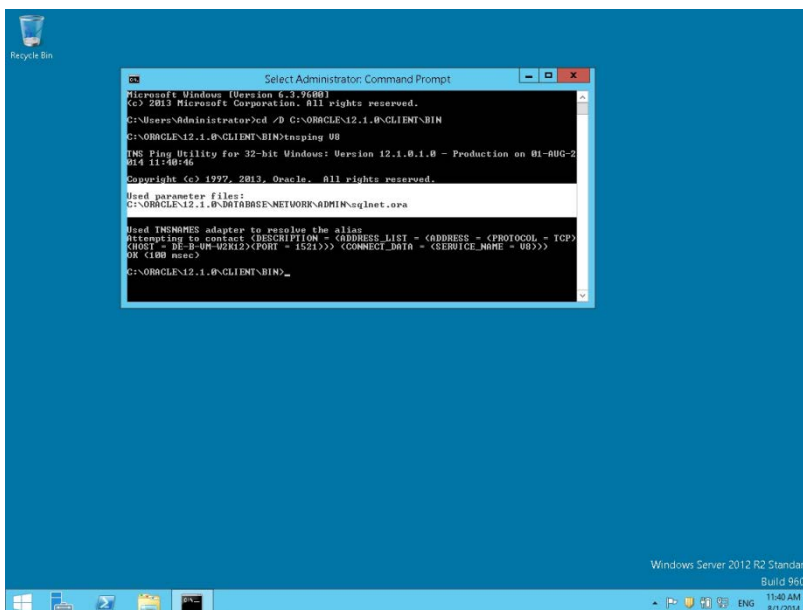 Recycle Bin
Select Administrator: Command Prompt
Microsoft Windows [Version 6.3.9600]
(c) 2013 Microsoft Corporation. All rights reserved.
C:\Users\Administrator>cd /D C:\ORACLE\12.1.0\CLIENT\BIN
C:\ORACLE\12.1.0\CLIENT\BIN>tnsping V8
TNS Ping Utility for 32-bit Windows: Version 12.1.0.1.0 - Production on 01-AUG-2
014 11:40:46
Copyright (c) 1997, 2013, Oracle.  All rights reserved.
Used parameter files:
C:\ORACLE\12.1.0\DATABASE\NETWORK\ADMIN\sqlnet.ora
Used TNSNAMES adapter to resolve the alias
Attempting to contact (DESCRIPTION = (ADDRESS_LIST = (ADDRESS = (PROTOCOL = TCP)
(HOST = DE-B-VM-W2K12)(PORT = 1521))) (CONNECT_DATA = (SERVICE_NAME = V8)))
OK (100 msec)
C:\ORACLE\12.1.0\CLIENT\BIN>_
Windows Server 2012 R2 Standar
Build 960
ENG
11:40 AM
8/1/2014